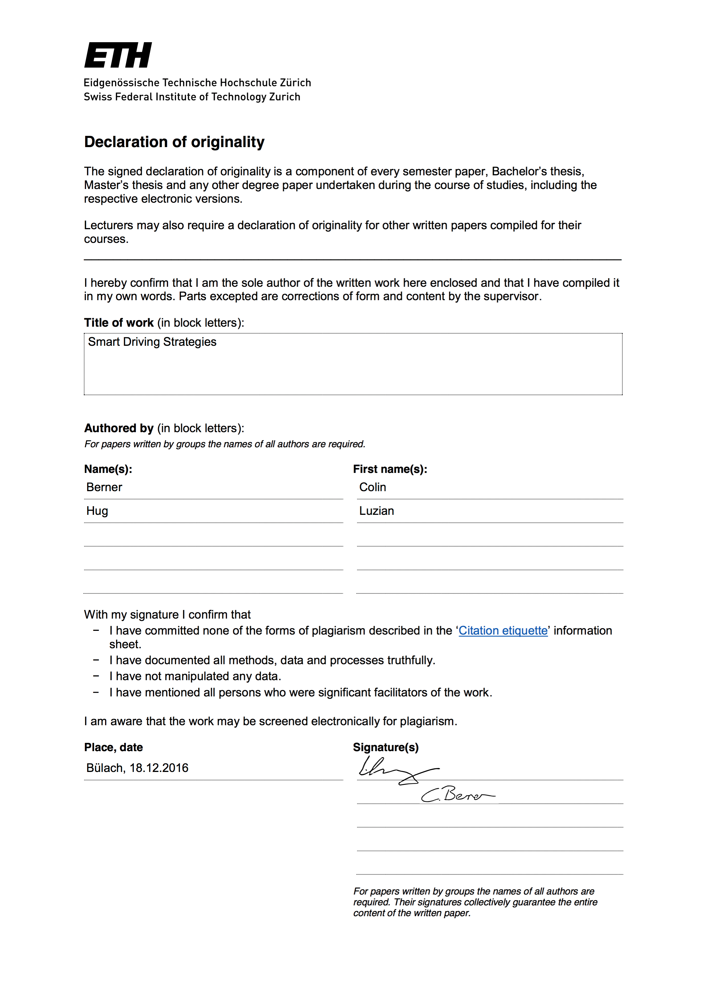 ETH
Eidgenössische Technische Hochschule Zürich
Swiss Federal Institute of Technology Zurich
Declaration of originality
The signed declaration of originality is a component of every semester paper, Bachelor’s thesis,
Master’s thesis and any other degree paper undertaken during the course of studies, including the
respective electronic versions.
Lecturers may also require a declaration of originality for other written papers compiled for their
courses.
I hereby confirm that I am the sole author of the written work here enclosed and that I have compiled it
in my own words. Parts excepted are corrections of form and content by the supervisor.
Title of work (in block letters):
Smart Driving Strategies
Authored by (in block letters):
For papers written by groups the names of all authors are required.
Name(s): First name(s):
Berner Colin
Hug Luzian
With my signature I confirm that
− I have committed none of the forms of plagiarism described in the ‘Citation etiquette’ information
sheet.
− I have documented all methods, data and processes truthfully.
− I have not manipulated any data.
− I have mentioned all persons who were significant facilitators of the work.
I am aware that the work may be screened electronically for plagiarism.
Place, date Signature(s)
Bülach, 18.12.2016
C. Berner
For papers written by groups the names of all authors are
required. Their signatures collectively guarantee the entire
content of the written paper.